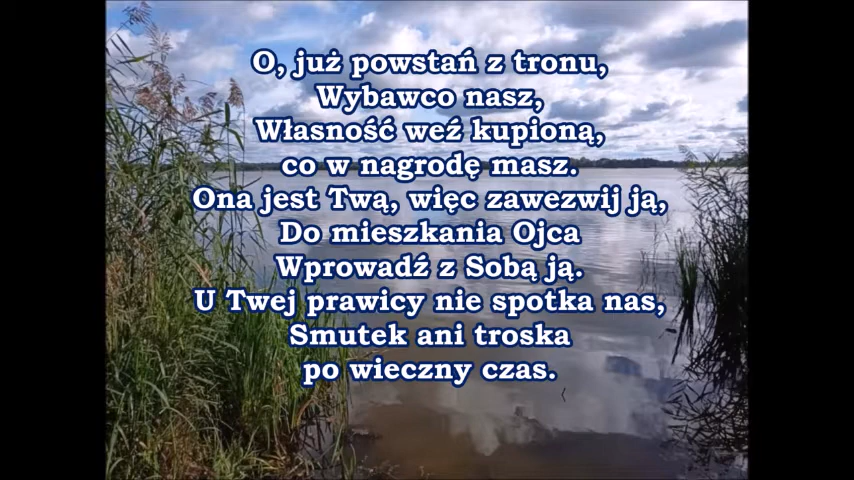 O, już powstań z tronu,
Wybawco nasz,
Własność weź kupioną,
co w nagrodę masz.
Ona jest Twą, więc zawezwij ją,
Do mieszkania Ojca
Wprowadź z Sobą ją.
U Twej prawicy nie spotka nas,
Smutek ani troska
po wieczny czas.